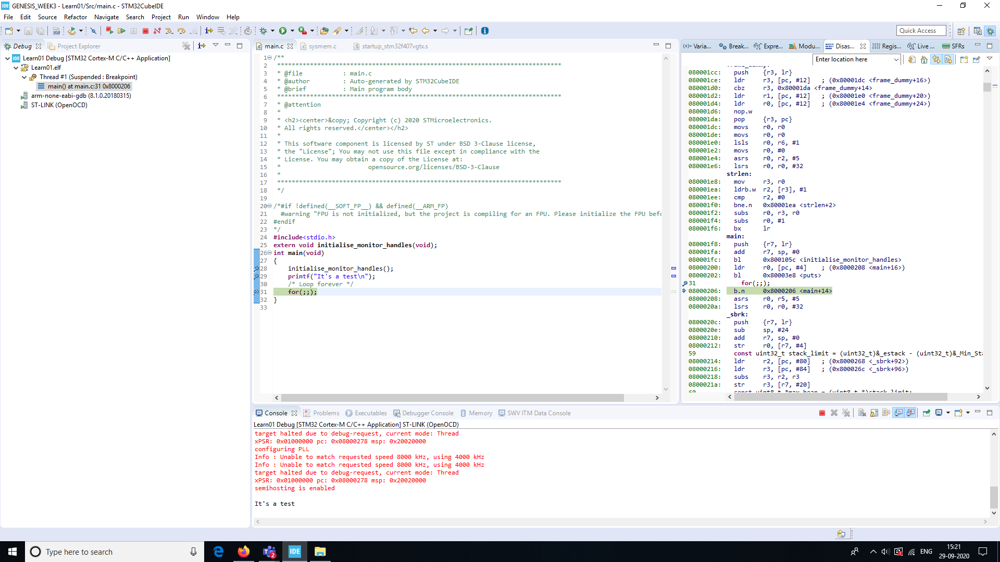 GENESIS_WEEK3 - Learn01/Src/main.c - STM32CubeIDE
File Edit Source Refactor Navigate Search Project Run Window Help
Quick Access
Debug Project Explorer
Learn01 Debug [STM32 Cortex-M C/C++ Application]
Learn01.elf
Thread #1 (Suspended : Breakpoint)
main() at main.c:31 0x8000206
arm-none-eabi-gdb (8.1.0.20180315)
ST-LINK (OpenOCD)
main.c sysmem.c startup_stm32f407vgtx.s
1 /**
2 ******************************************************************************
3 * @file : main.c
4 * @author : Auto-generated by STM32CubeIDE
5 * @brief : Main program body
6 ******************************************************************************
7 * @attention
8 *
9 * <h2><center>&copy; Copyright (c) 2020 STMicroelectronics.
10 * All rights reserved.</center></h2>
11 *
12 * This software component is licensed by ST under BSD 3-Clause license,
13 * the "License"; You may not use this file except in compliance with the
14 * License. You may obtain a copy of the License at:
15 * opensource.org/licenses/BSD-3-Clause
16 *
17 ******************************************************************************
18 */
19
20 /*#if !defined(__SOFT_FP__) && defined(__ARM_FP)
21 #warning "FPU is not initialized, but the project is compiling for an FPU. Please initialize the FPU befo
22 #endif
23 */
24 #include<stdio.h>
25 extern void initialise_monitor_handles(void);
26 int main(void)
27 {
28 initialise_monitor_handles();
29 printf("It's a test\n");
30 /* Loop forever */
31 for(;;);
32 }
33
(x)= Varia... Break... Expre... Modu... Disas... Regis... Live ... SFRs
Enter location here
frame_dummy:
080001cc: push {r3, lr}
080001ce: ldr r3, [pc, #12] ; (0x80001dc <frame_dummy+16>)
080001d0: cbz r3, 0x80001da <frame_dummy+14>
080001d2: ldr r1, [pc, #12] ; (0x80001e0 <frame_dummy+20>)
080001d4: ldr r0, [pc, #12] ; (0x80001e4 <frame_dummy+24>)
080001d6: nop.w
080001da: pop {r3, pc}
080001dc: movs r0, r0
080001de: movs r0, r0
080001e0: lsls r0, r6, #1
080001e2: movs r0, #0
080001e4: asrs r0, r2, #5
080001e6: lsrs r0, r0, #32
strlen:
080001e8: mov r3, r0
080001ea: ldrb.w r2, [r3], #1
080001ee: cmp r2, #0
080001f0: bne.n 0x80001ea <strlen+2>
080001f2: subs r0, r3, r0
080001f4: subs r0, #1
080001f6: bx lr
main:
080001f8: push {r7, lr}
080001fa: add r7, sp, #0
080001fc: bl 0x800105c <initialise_monitor_handles>
08000200: ldr r0, [pc, #4] ; (0x8000208 <main+16>)
08000202: bl 0x80003e8 <puts>
31 for(;;);
08000206: b.n 0x8000206 <main+14>
08000208: asrs r0, r5, #5
0800020a: lsrs r0, r0, #32
_sbrk:
0800020c: push {r7, lr}
0800020e: sub sp, #24
08000210: add r7, sp, #0
08000212: str r0, [r7, #4]
59 const uint32_t stack_limit = (uint32_t)&_estack - (uint32_t)&_Min_Sta
08000214: ldr r2, [pc, #80] ; (0x8000268 <_sbrk+92>)
08000216: ldr r3, [pc, #84] ; (0x800026c <_sbrk+96>)
08000218: subs r3, r2, r3
0800021a: str r3, [r7, #20]
60 const uint8_t *max_heap = (uint8_t *)stack_limit;
Console Problems Executables Debugger Console Memory SWV ITM Data Console
Learn01 Debug [STM32 Cortex-M C/C++ Application] ST-LINK (OpenOCD)
target halted due to debug-request, current mode: Thread
xPSR: 0x01000000 pc: 0x08000278 msp: 0x20020000
configuring PLL
Info : Unable to match requested speed 8000 kHz, using 4000 kHz
Info : Unable to match requested speed 8000 kHz, using 4000 kHz
target halted due to debug-request, current mode: Thread
xPSR: 0x01000000 pc: 0x08000278 msp: 0x20020000
semihosting is enabled
It's a test
Type here to search
IDE
2
ENG
15:21
29-09-2020